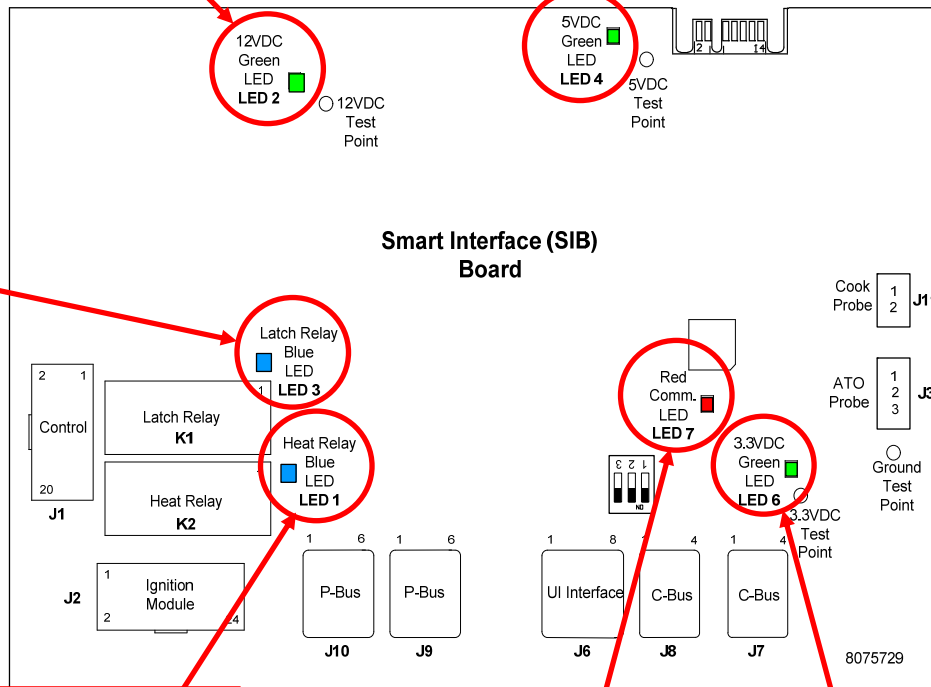 12VDC
Green
LED
LED 2
12VDC
Test
Point
5VDC
Green
LED
LED 4
5VDC
Test
Point
2
14
Smart Interface (SIB)
Board
Cook
Probe
1
2
ATO
Probe
1
2
3
Ground
Test
Point
Latch Relay
Blue
LED
LED 3
Red
Comm.
LED
LED 7
2
1
Control
20
J1
1
Latch Relay
K1
Heat Relay
Blue
LED
LED 1
Heat Relay
K2
3.3VDC
Green
LED
LED 6
3.3VDC
Test
Point
3 2 1
ON
J2
1
Ignition
Module
2
1 6
P-Bus
J10
1 6
P-Bus
J9
1 8
UI Interface
J6
4
C-Bus
J8
1 4
C-Bus
J7
8075729